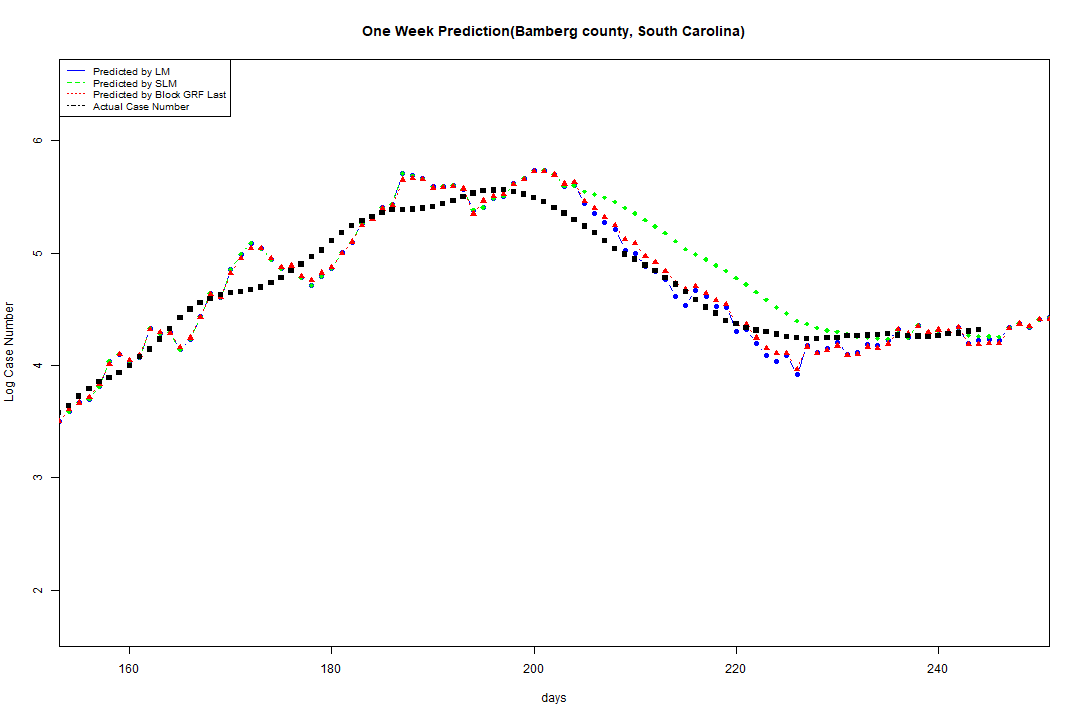 One Week Prediction(Bamberg county, South Carolina)
Predicted by LM
Predicted by SLM
Predicted by Block GRF Last
Actual Case Number
6
5
4
3
2
Log Case Number
160 180 200 220 240
days